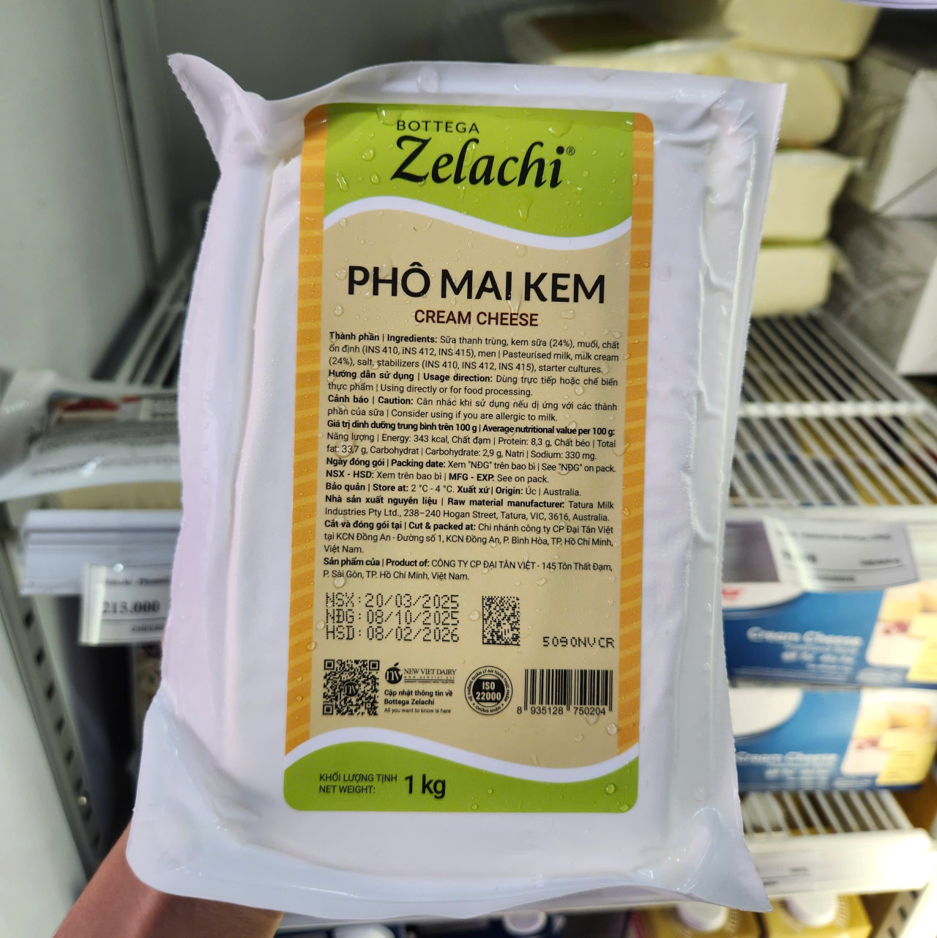 BOTTEGA
Zelachi®
PHÔ MAI KEM
CREAM CHEESE
Thành phần | Ingredients: Sữa thanh trùng, kem sữa (24%), muối, chất
ổn định (INS 410, INS 412, INS 415), men | Pasteurised milk, milk cream
(24%), salt, stabilizers (INS 410, INS 412, INS 415), starter cultures.
Hướng dẫn sử dụng | Usage direction: Dùng trực tiếp hoặc chế biến
thực phẩm | Using directly or for food processing.
Cảnh báo | Caution: Cân nhắc khi sử dụng nếu dị ứng với các thành
phần của sữa | Consider using if you are allergic to milk.
Giá trị dinh dưỡng trung bình trên 100 g | Average nutritional value per 100 g:
Năng lượng | Energy: 343 kcal, Chất đạm | Protein: 8,3 g, Chất béo | Total
fat: 33,7 g, Carbohydrat | Carbohydrate: 2,9 g, Natri | Sodium: 330 mg.
Ngày đóng gói | Packing date: Xem "NĐG" trên bao bì | See "NĐG" on pack.
NSX - HSD: Xem trên bao bì | MFG - EXP: See on pack.
Bảo quản | Store at: 2 °C - 4 °C. Xuất xứ | Origin: Úc | Australia.
Nhà sản xuất nguyên liệu | Raw material manufacturer: Tatura Milk
Industries Pty Ltd., 238–240 Hogan Street, Tatura, VIC, 3616, Australia.
Cắt và đóng gói tại | Cut & packed at: Chi nhánh công ty CP Đại Tân Việt
tại KCN Đồng An - Đường số 1, KCN Đồng An, P. Bình Hòa, TP. Hồ Chí Minh,
Việt Nam.
Sản phẩm của | Product of: CÔNG TY CP ĐẠI TÂN VIỆT - 145 Tôn Thất Đạm,
P. Sài Gòn, TP. Hồ Chí Minh, Việt Nam.
NSX: 20/03/2025
NĐG: 08/10/2025
HSD: 08/02/2026
5090NVCR
NEW VIET DAIRY
Cập nhật thông tin về
Bottega Zelachi
All you want to know is here
ISO
22000
8 935128 750204
KHỐI LƯỢNG TỊNH
NET WEIGHT:
1 kg
213.000
Cream Cheese
Cream Cheese